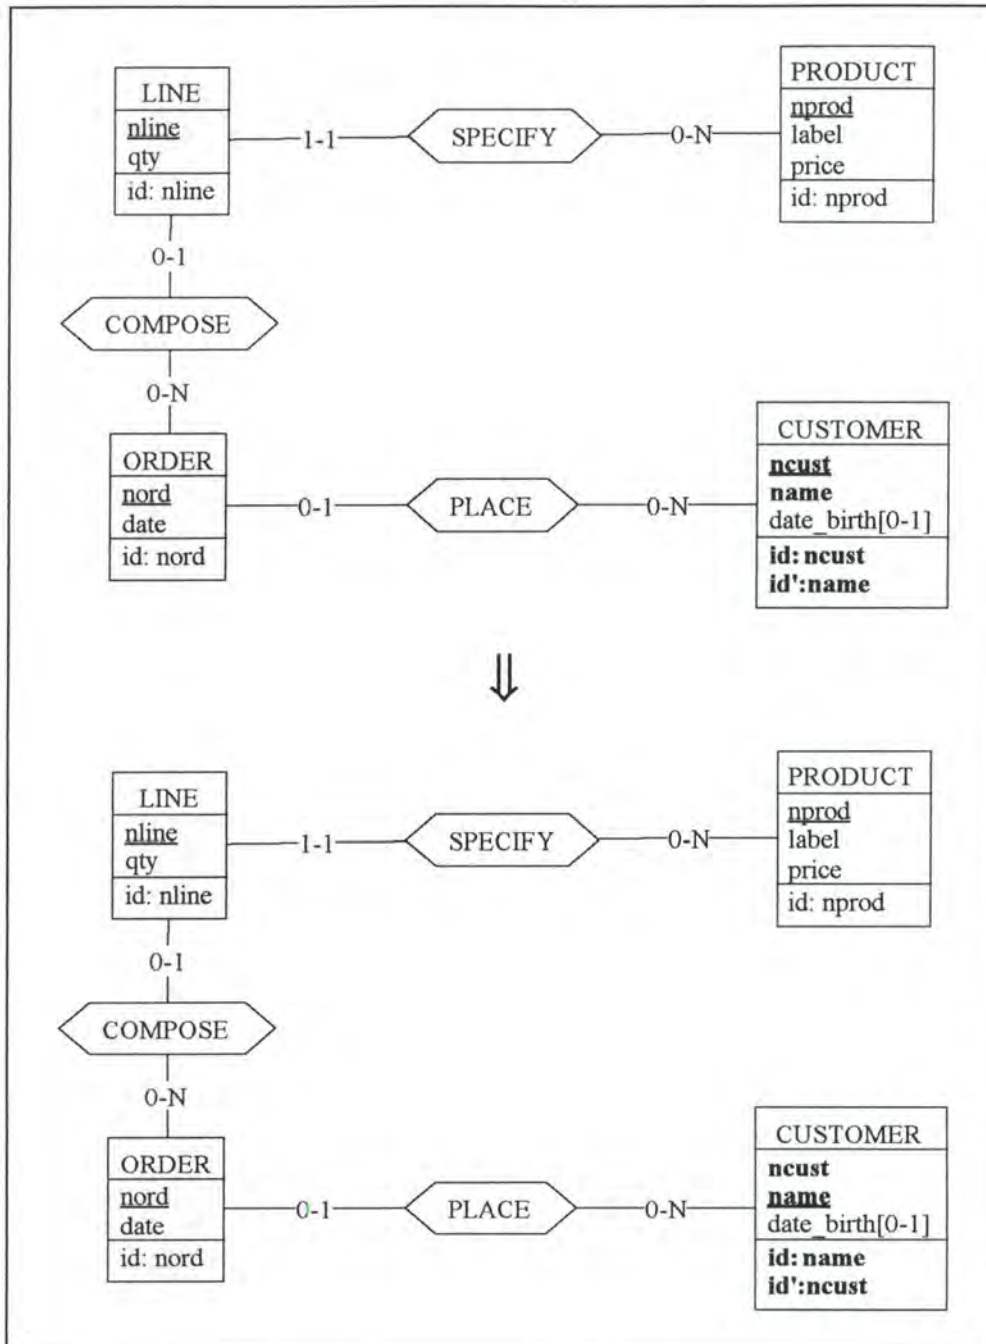 LINE
nline
qty
id: nline
1-1
SPECIFY
0-N
PRODUCT
nprod
label
price
id: nprod
0-1
COMPOSE
0-N
ORDER
nord
date
id: nord
0-1
PLACE
0-N
CUSTOMER
ncust
name
date_birth[0-1]
id: ncust
id':name
⇓
LINE
nline
qty
id: nline
1-1
SPECIFY
0-N
PRODUCT
nprod
label
price
id: nprod
0-1
COMPOSE
0-N
ORDER
nord
date
id: nord
0-1
PLACE
0-N
CUSTOMER
ncust
name
date_birth[0-1]
id: name
id':ncust